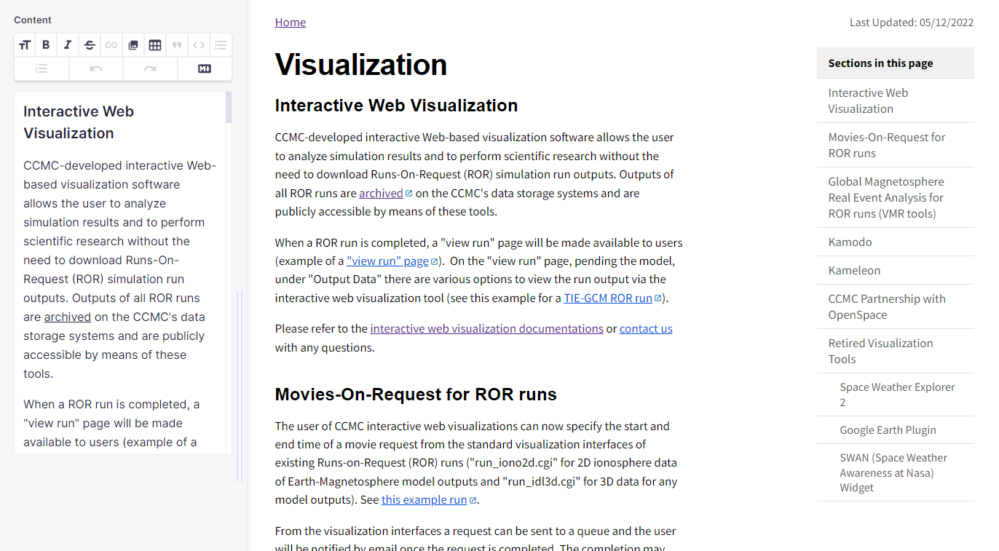 Content
Interactive Web
Visualization
CCMC-developed interactive Web-
based visualization software
allows the user to analyze
simulation results and to perform
scientific research without the
need to download Runs-On-
Request (ROR) simulation run
outputs. Outputs of all ROR runs
are archived on the CCMC's data
storage systems and are publicly
accessible by means of these
tools.
When a ROR run is completed, a
"view run" page will be made
available to users (example of a
Home
Last Updated: 05/12/2022
Visualization
Interactive Web Visualization
CCMC-developed interactive Web-based visualization software allows the user
to analyze simulation results and to perform scientific research without the
need to download Runs-On-Request (ROR) simulation run outputs. Outputs of
all ROR runs are archived on the CCMC's data storage systems and are
publicly accessible by means of these tools.
When a ROR run is completed, a "view run" page will be made available to users
(example of a "view run" page). On the "view run" page, pending the model,
under "Output Data" there are various options to view the run output via the
interactive web visualization tool (see this example for a TIE-GCM ROR run).
Please refer to the interactive web visualization documentations or contact us
with any questions.
Movies-On-Request for ROR runs
The user of CCMC interactive web visualizations can now specify the start and
end time of a movie request from the standard visualization interfaces of
existing Runs-on-Request (ROR) runs ("run_iono2d.cgi" for 2D ionosphere data
of Earth-Magnetosphere model outputs and "run_idl3d.cgi" for 3D data for any
model outputs). See this example run.
From the visualization interfaces a request can be sent to a queue and the user
will be notified by email once the request is completed. The completion may
Sections in this page
Interactive Web
Visualization
Movies-On-Request for
ROR runs
Global Magnetosphere
Real Event Analysis for
ROR runs (VMR tools)
Kamodo
Kameleon
CCMC Partnership with
OpenSpace
Retired Visualization
Tools
Space Weather Explorer
2
Google Earth Plugin
SWAN (Space Weather
Awareness at Nasa)
Widget